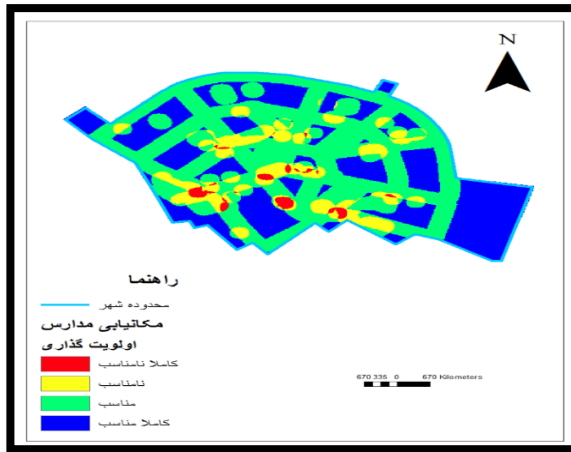 N
راهنما
محدوده شهر
مکانیابی مدارس
اولویت گذاری
کاملا نامناسب
نامناسب
مناسب
کاملا مناسب
670 335 0 670 Kilometers